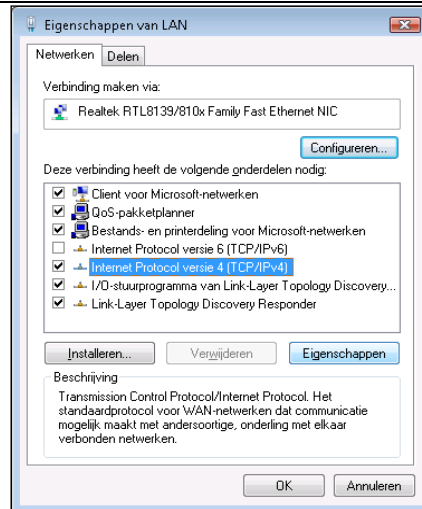 Eigenschappen van LAN
Netwerken Delen
Verbinding maken via:
Realtek RTL8139/810x Family Fast Ethernet NIC
Configureren...
Deze verbinding heeft de volgende onderdelen nodig:
Client voor Microsoft-netwerken
QoS-pakketplanner
Bestands- en printerdeling voor Microsoft-netwerken
Internet Protocol versie 6 (TCP/IPv6)
Internet Protocol versie 4 (TCP/IPv4)
I/O-stuurprogramma van Link-Layer Topology Discovery...
Link-Layer Topology Discovery Responder
Installeren... Verwijderen Eigenschappen
Beschrijving
Transmission Control Protocol/Internet Protocol. Het
standaardprotocol voor WAN-netwerken dat communicatie
mogelijk maakt met andersoortige, onderling met elkaar
verbonden netwerken.
OK Annuleren